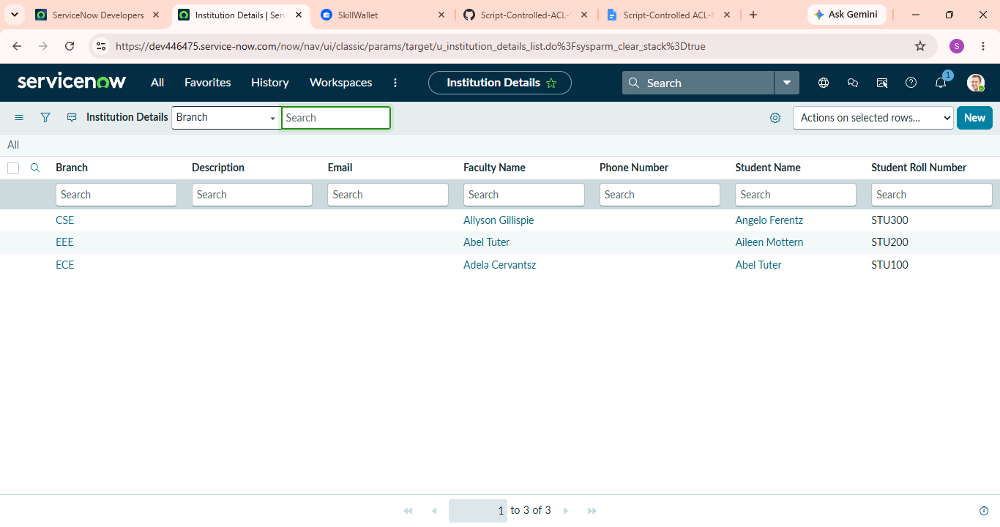 ServiceNow Developers
Institution Details | Serv
SkillWallet
Script-Controlled-ACL-S
Script-Controlled ACL-M
Ask Gemini
https://dev446475.service-now.com/now/nav/ui/classic/params/target/u_institution_details_list.do%3Fsysparm_clear_stack%3Dtrue
S
servicenow
All
Favorites
History
Workspaces
Institution Details
Search
1
Institution Details
Branch
Search
Actions on selected rows...
New
All
Branch Description Email Faculty Name Phone Number Student Name Student Roll Number
Search Search Search Search Search Search Search
CSE Allyson Gillispie Angelo Ferentz STU300
EEE Abel Tuter Aileen Mottern STU200
ECE Adela Cervantsz Abel Tuter STU100
1 to 3 of 3